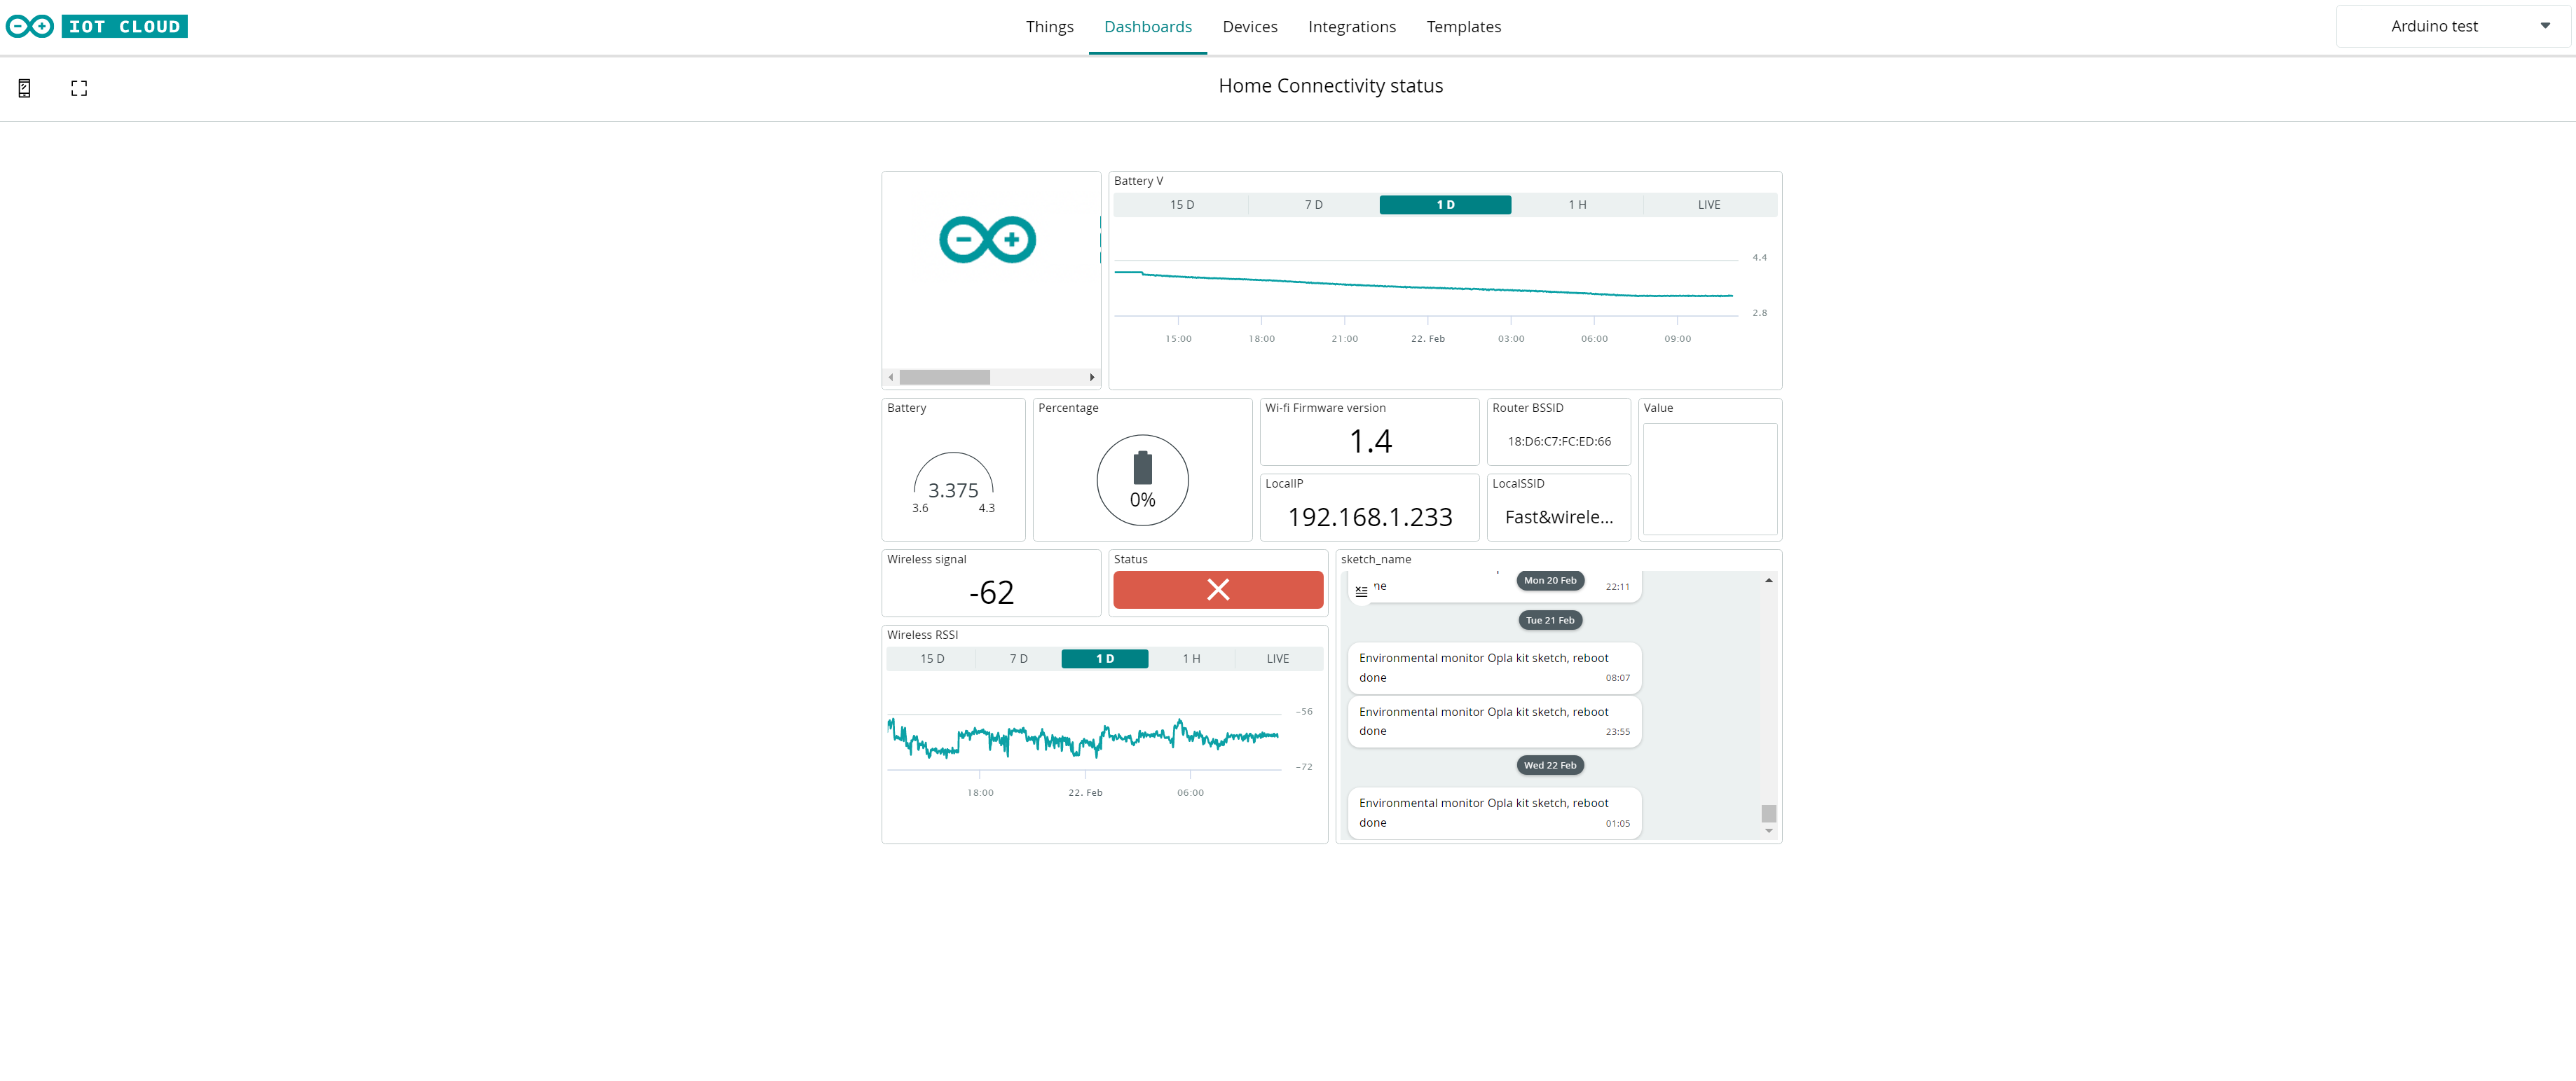 IOT CLOUD
Things Dashboards Devices Integrations Templates
Arduino test
Home Connectivity status
Battery V
15 D 7 D 1 D 1 H LIVE
4.4
2.8
15:00 18:00 21:00 22. Feb 03:00 06:00 09:00
Battery
3.375
3.6 4.3
Percentage
0%
Wi-fi Firmware version
1.4
Router BSSID
18:D6:C7:FC:ED:66
Value
LocalIP
192.168.1.233
LocalSSID
Fast&wirele...
Wireless signal
-62
Status
sketch_name
Mon 20 Feb
ne 22:11
Tue 21 Feb
Environmental monitor Opla kit sketch, reboot
done 08:07
Environmental monitor Opla kit sketch, reboot
done 23:55
Wed 22 Feb
Environmental monitor Opla kit sketch, reboot
done 01:05
Wireless RSSI
15 D 7 D 1 D 1 H LIVE
-56
-72
18:00 22. Feb 06:00